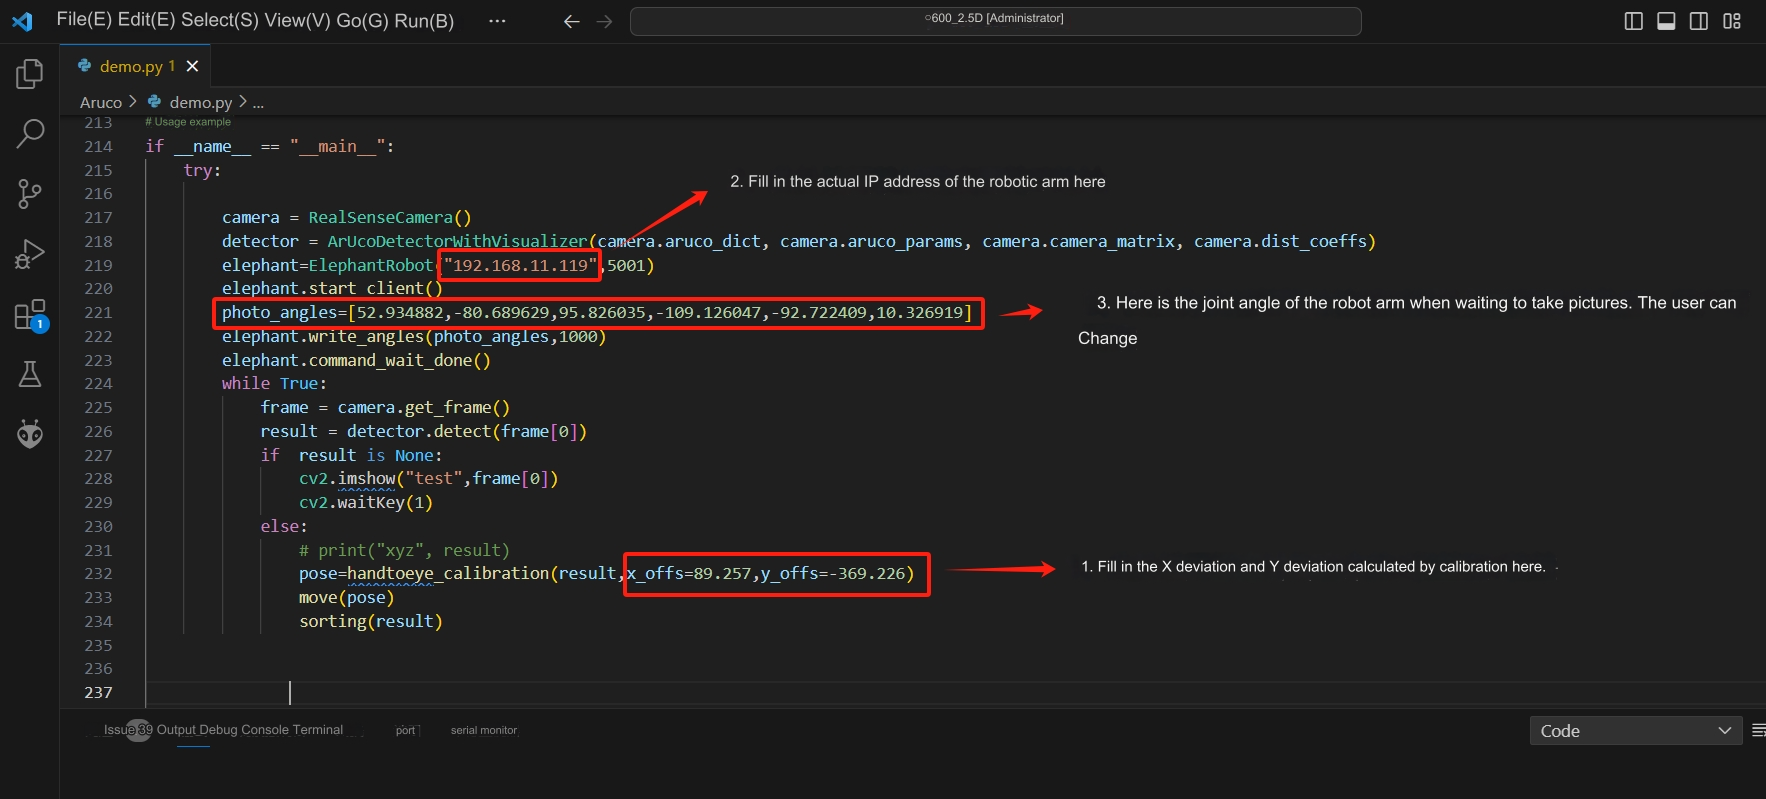 File(E) Edit(E) Select(S) View(V) Go(G) Run(B) ...
600_2.5D [Administrator]
demo.py 1
Aruco > demo.py > ...
213 # Usage example
214 if __name__ == "__main__":
215 try:
2. Fill in the actual IP address of the robotic arm here
216
217 camera = RealSenseCamera()
218 detector = ArUcoDetectorWithVisualizer(camera.aruco_dict, camera.aruco_params, camera.camera_matrix, camera.dist_coeffs)
219 elephant=ElephantRobot("192.168.11.119",5001)
220 elephant.start_client()
221 photo_angles=[52.934882,-80.689629,95.826035,-109.126047,-92.722409,10.326919]
3. Here is the joint angle of the robot arm when waiting to take pictures. The user can
Change
222 elephant.write_angles(photo_angles,1000)
223 elephant.command_wait_done()
224 while True:
225 frame = camera.get_frame()
226 result = detector.detect(frame[0])
227 if result is None:
228 cv2.imshow("test",frame[0])
229 cv2.waitKey(1)
230 else:
231 # print("xyz", result)
232 pose=handtoeye_calibration(result,x_offs=89.257,y_offs=-369.226)
1. Fill in the X deviation and Y deviation calculated by calibration here.
233 move(pose)
234 sorting(result)
235
236
237
1
Issue 39 Output Debug Console Terminal port serial monitor
Code